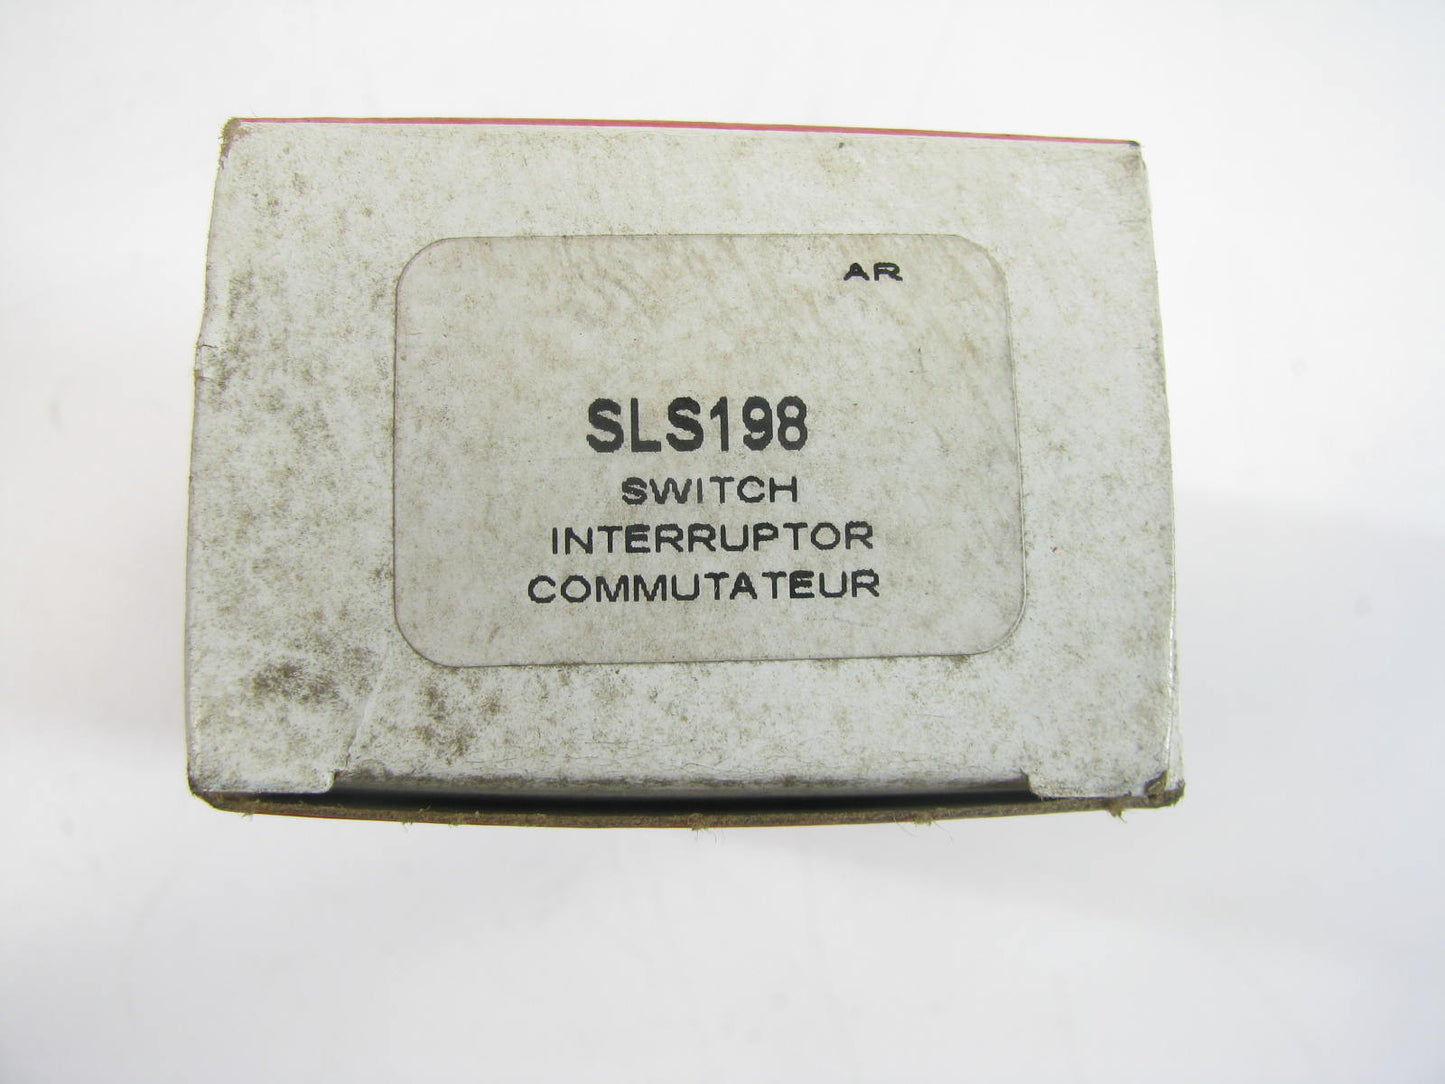 AR
SLS198
SWITCH
INTERRUPTOR
COMMUTATEUR